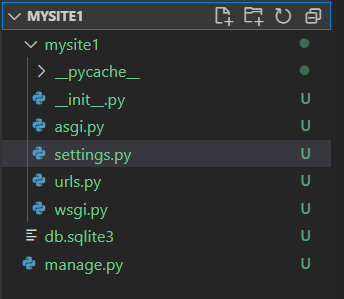 MYSITE1
mysite1
__pycache__
__init__.py
asgi.py U
settings.py U
urls.py U
wsgi.py U
db.sqlite3 U
manage.py U